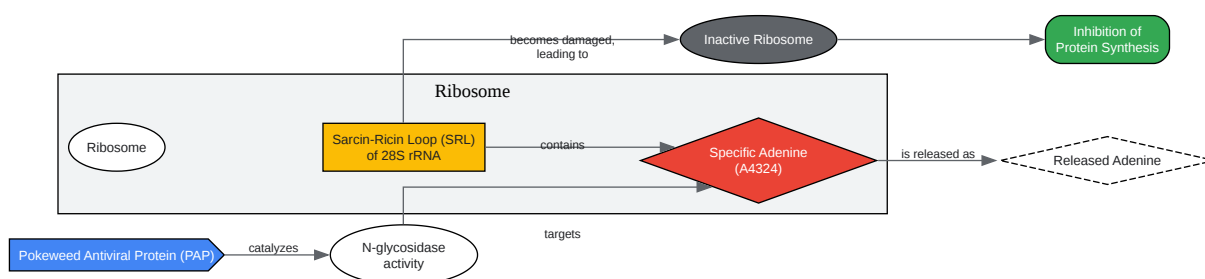 becomes damaged,
leading to
Inactive Ribosome
Inhibition of
Protein Synthesis
Ribosome
Ribosome
Sarcin-Ricin Loop (SRL)
of 28S rRNA
contains
Specific Adenine
(A4324)
is released as
Released Adenine
targets
Pokeweed Antiviral Protein (PAP)
catalyzes
N-glycosidase
activity